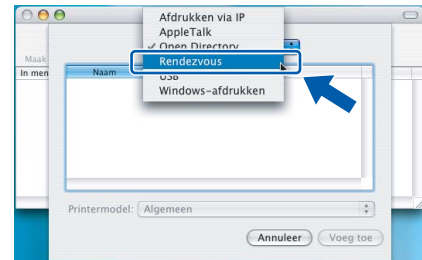 Afdrukken via IP
AppleTalk
Open Directory
Rendezvous
USB
Windows-afdrukken
Maak
In men
Naam
Printermodel: Algemeen
Annuleer Voeg toe